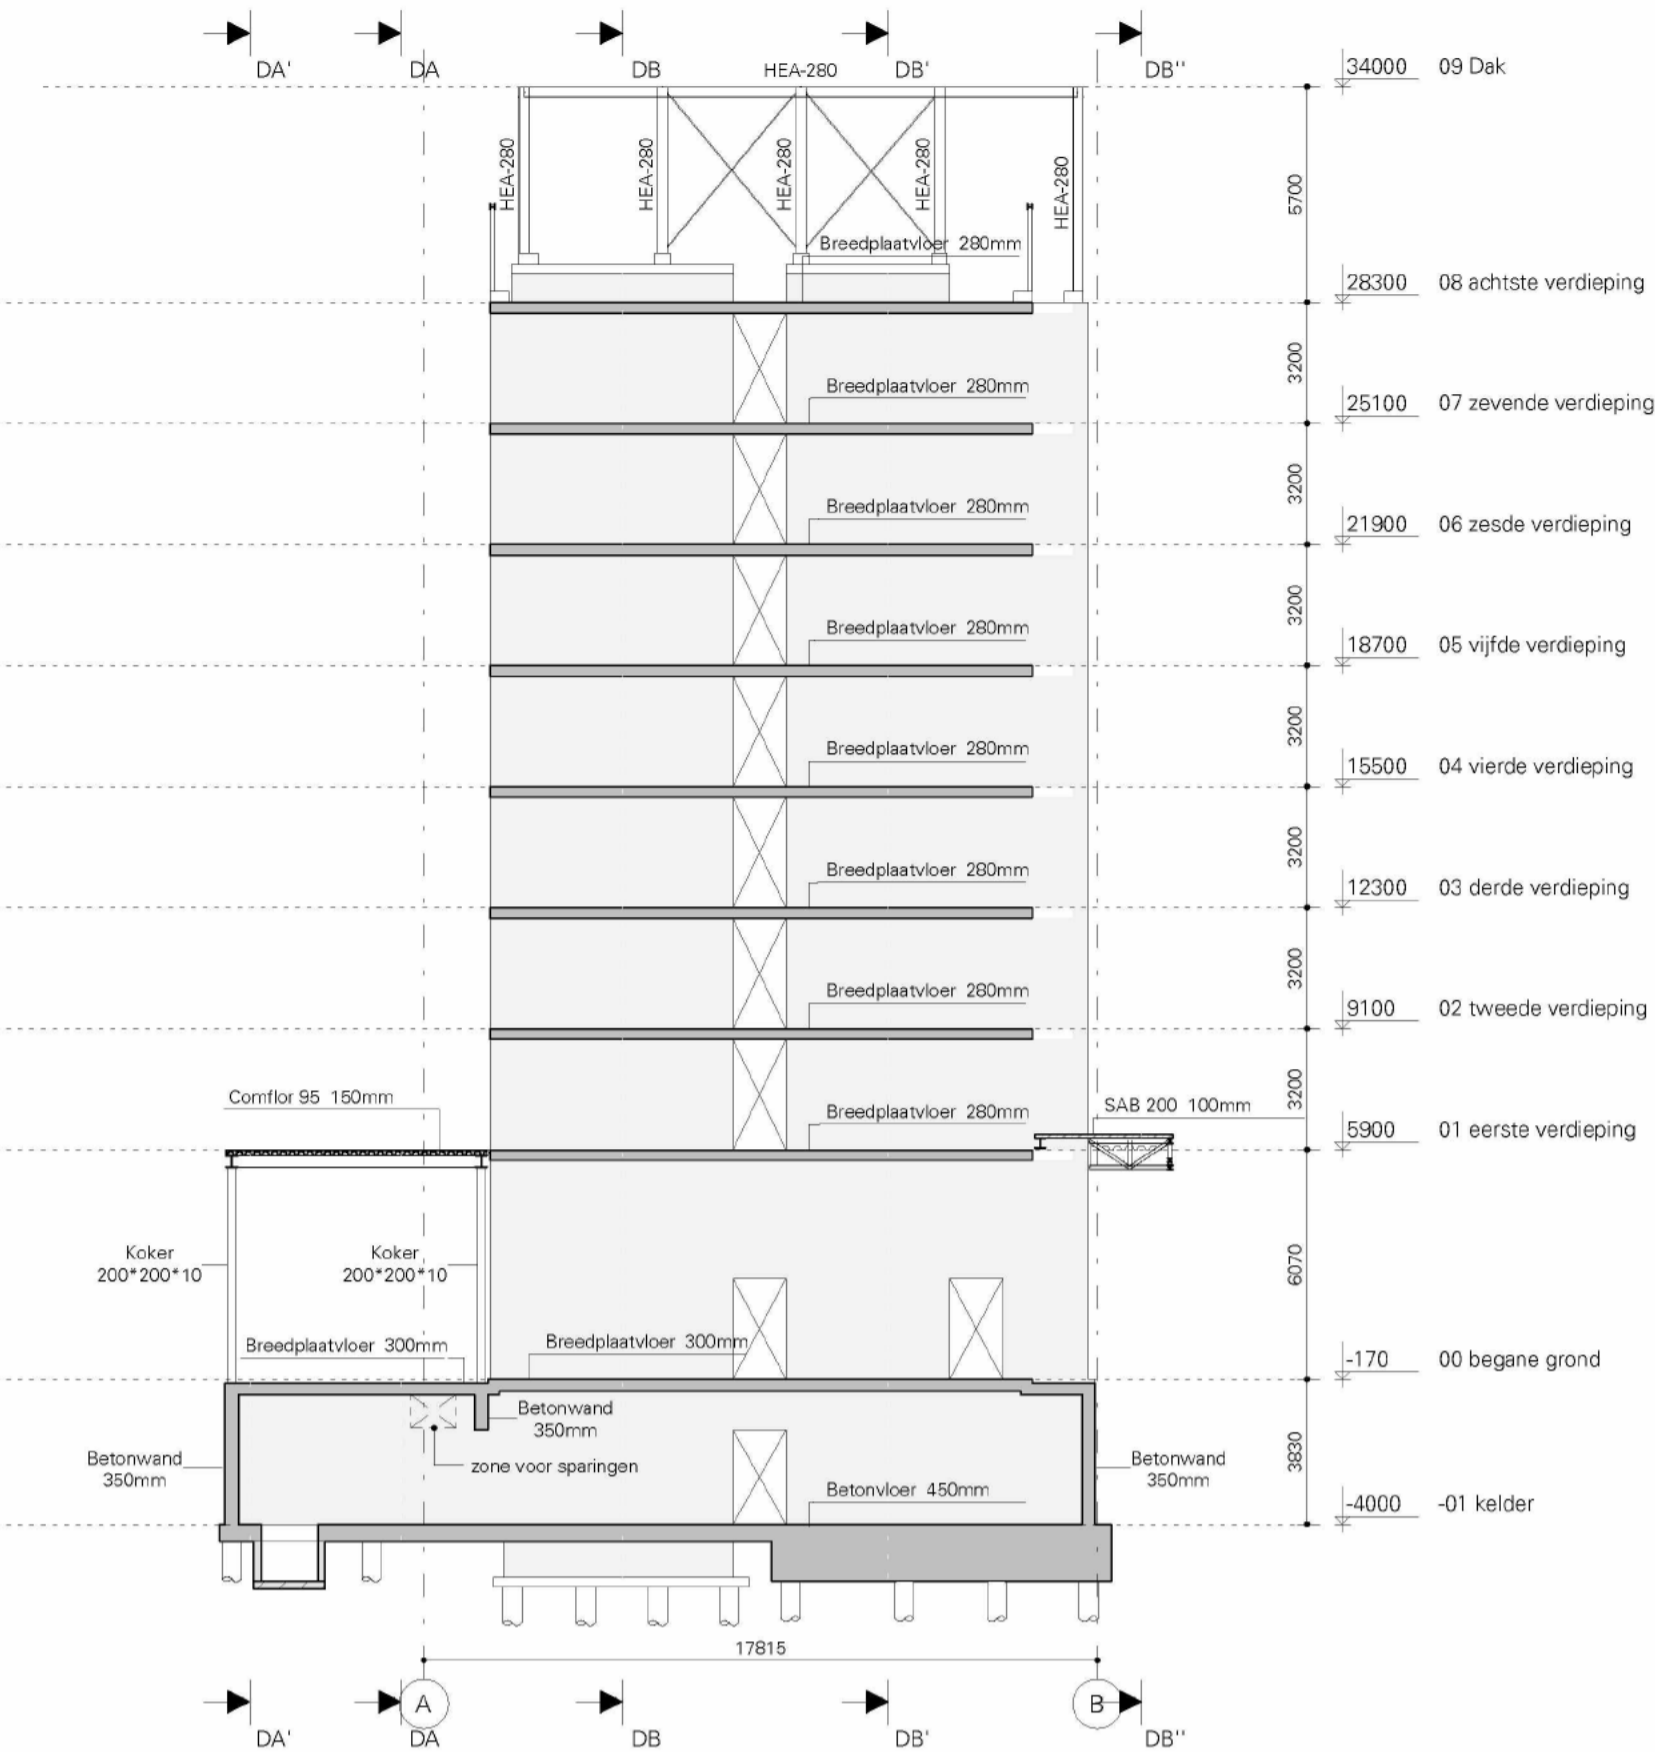 DA' DA DB HEA-280 DB' DB''
34000 09 Dak
HEA-280 HEA-280 HEA-280 HEA-280 HEA-280
5700
Breedplaatvloer 280mm
28300 08 achtste verdieping
3200
Breedplaatvloer 280mm
25100 07 zevende verdieping
3200
Breedplaatvloer 280mm
21900 06 zesde verdieping
3200
Breedplaatvloer 280mm
18700 05 vijfde verdieping
3200
Breedplaatvloer 280mm
15500 04 vierde verdieping
3200
Breedplaatvloer 280mm
12300 03 derde verdieping
3200
Breedplaatvloer 280mm
9100 02 tweede verdieping
3200
Comflor 95 150mm
SAB 200 100mm
Breedplaatvloer 280mm
5900 01 eerste verdieping
Koker
200*200*10
Koker
200*200*10
6070
Breedplaatvloer 300mm
Breedplaatvloer 300mm
-170 00 begane grond
Betonwand
350mm
zone voor sparingen
Betonwand
350mm
Betonwand
350mm
3830
Betonvloer 450mm
-4000 -01 kelder
17815
A B
DA' DA DB DB' DB''